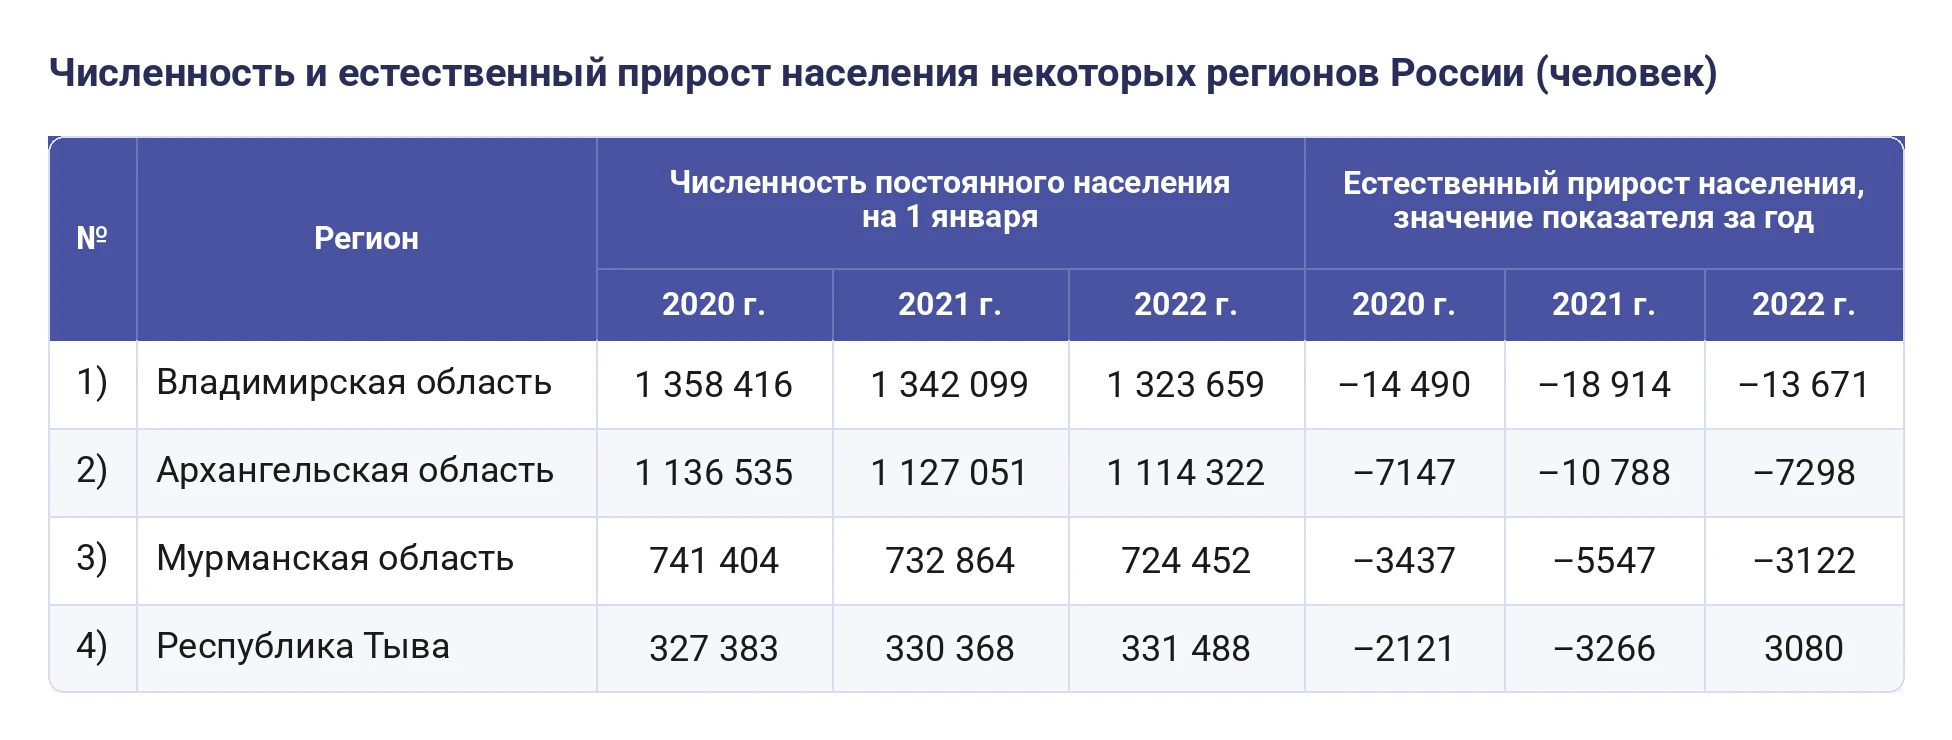 Численность и естественный прирост населения некоторых регионов России (человек)
№ Регион Численность постоянного населения на 1 января Естественный прирост населения, значение показателя за год
2020 г. 2021 г. 2022 г. 2020 г. 2021 г. 2022 г.
1) Владимирская область 1 358 416 1 342 099 1 323 659 –14 490 –18 914 –13 671
2) Архангельская область 1 136 535 1 127 051 1 114 322 –7147 –10 788 –7298
3) Мурманская область 741 404 732 864 724 452 –3437 –5547 –3122
4) Республика Тыва 327 383 330 368 331 488 –2121 –3266 3080